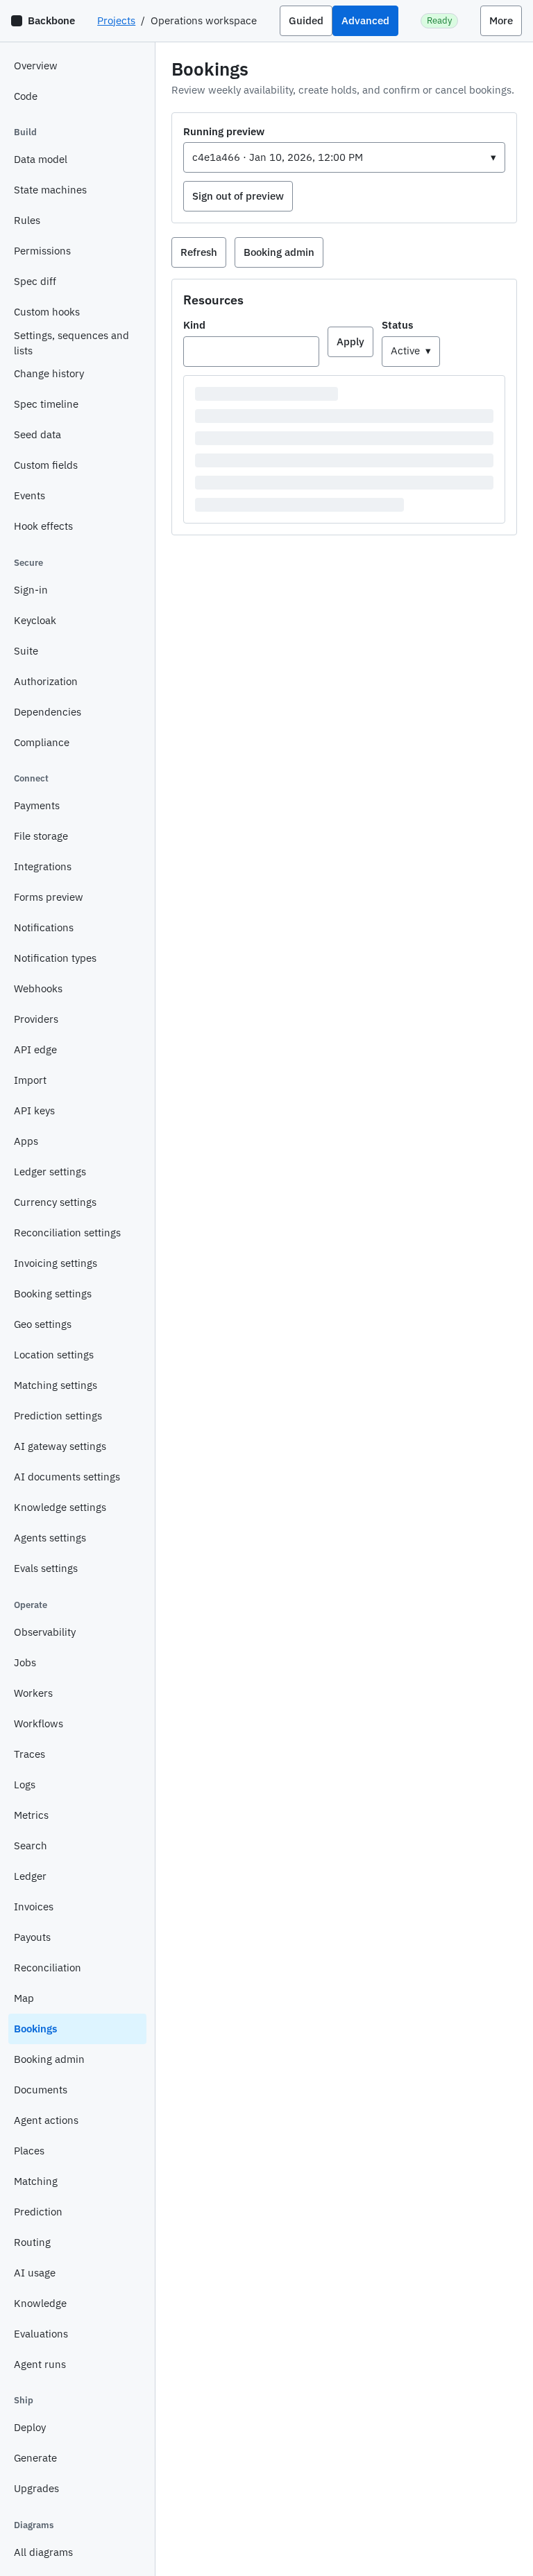 Backbone
Projects / Operations workspace
Guided
Advanced
Ready
More
Overview
Code
Build
Data model
State machines
Rules
Permissions
Spec diff
Custom hooks
Settings, sequences and
lists
Change history
Spec timeline
Seed data
Custom fields
Events
Hook effects
Secure
Sign-in
Keycloak
Suite
Authorization
Dependencies
Compliance
Connect
Payments
File storage
Integrations
Forms preview
Notifications
Notification types
Webhooks
Providers
API edge
Import
API keys
Apps
Ledger settings
Currency settings
Reconciliation settings
Invoicing settings
Booking settings
Geo settings
Location settings
Matching settings
Prediction settings
AI gateway settings
AI documents settings
Knowledge settings
Agents settings
Evals settings
Operate
Observability
Jobs
Workers
Workflows
Traces
Logs
Metrics
Search
Ledger
Invoices
Payouts
Reconciliation
Map
Bookings
Booking admin
Documents
Agent actions
Places
Matching
Prediction
Routing
AI usage
Knowledge
Evaluations
Agent runs
Ship
Deploy
Generate
Upgrades
Diagrams
All diagrams
Bookings
Review weekly availability, create holds, and confirm or cancel bookings.
Running preview
c4e1a466 · Jan 10, 2026, 12:00 PM ▾
Sign out of preview
Refresh
Booking admin
Resources
Kind
Apply
Status
Active ▾